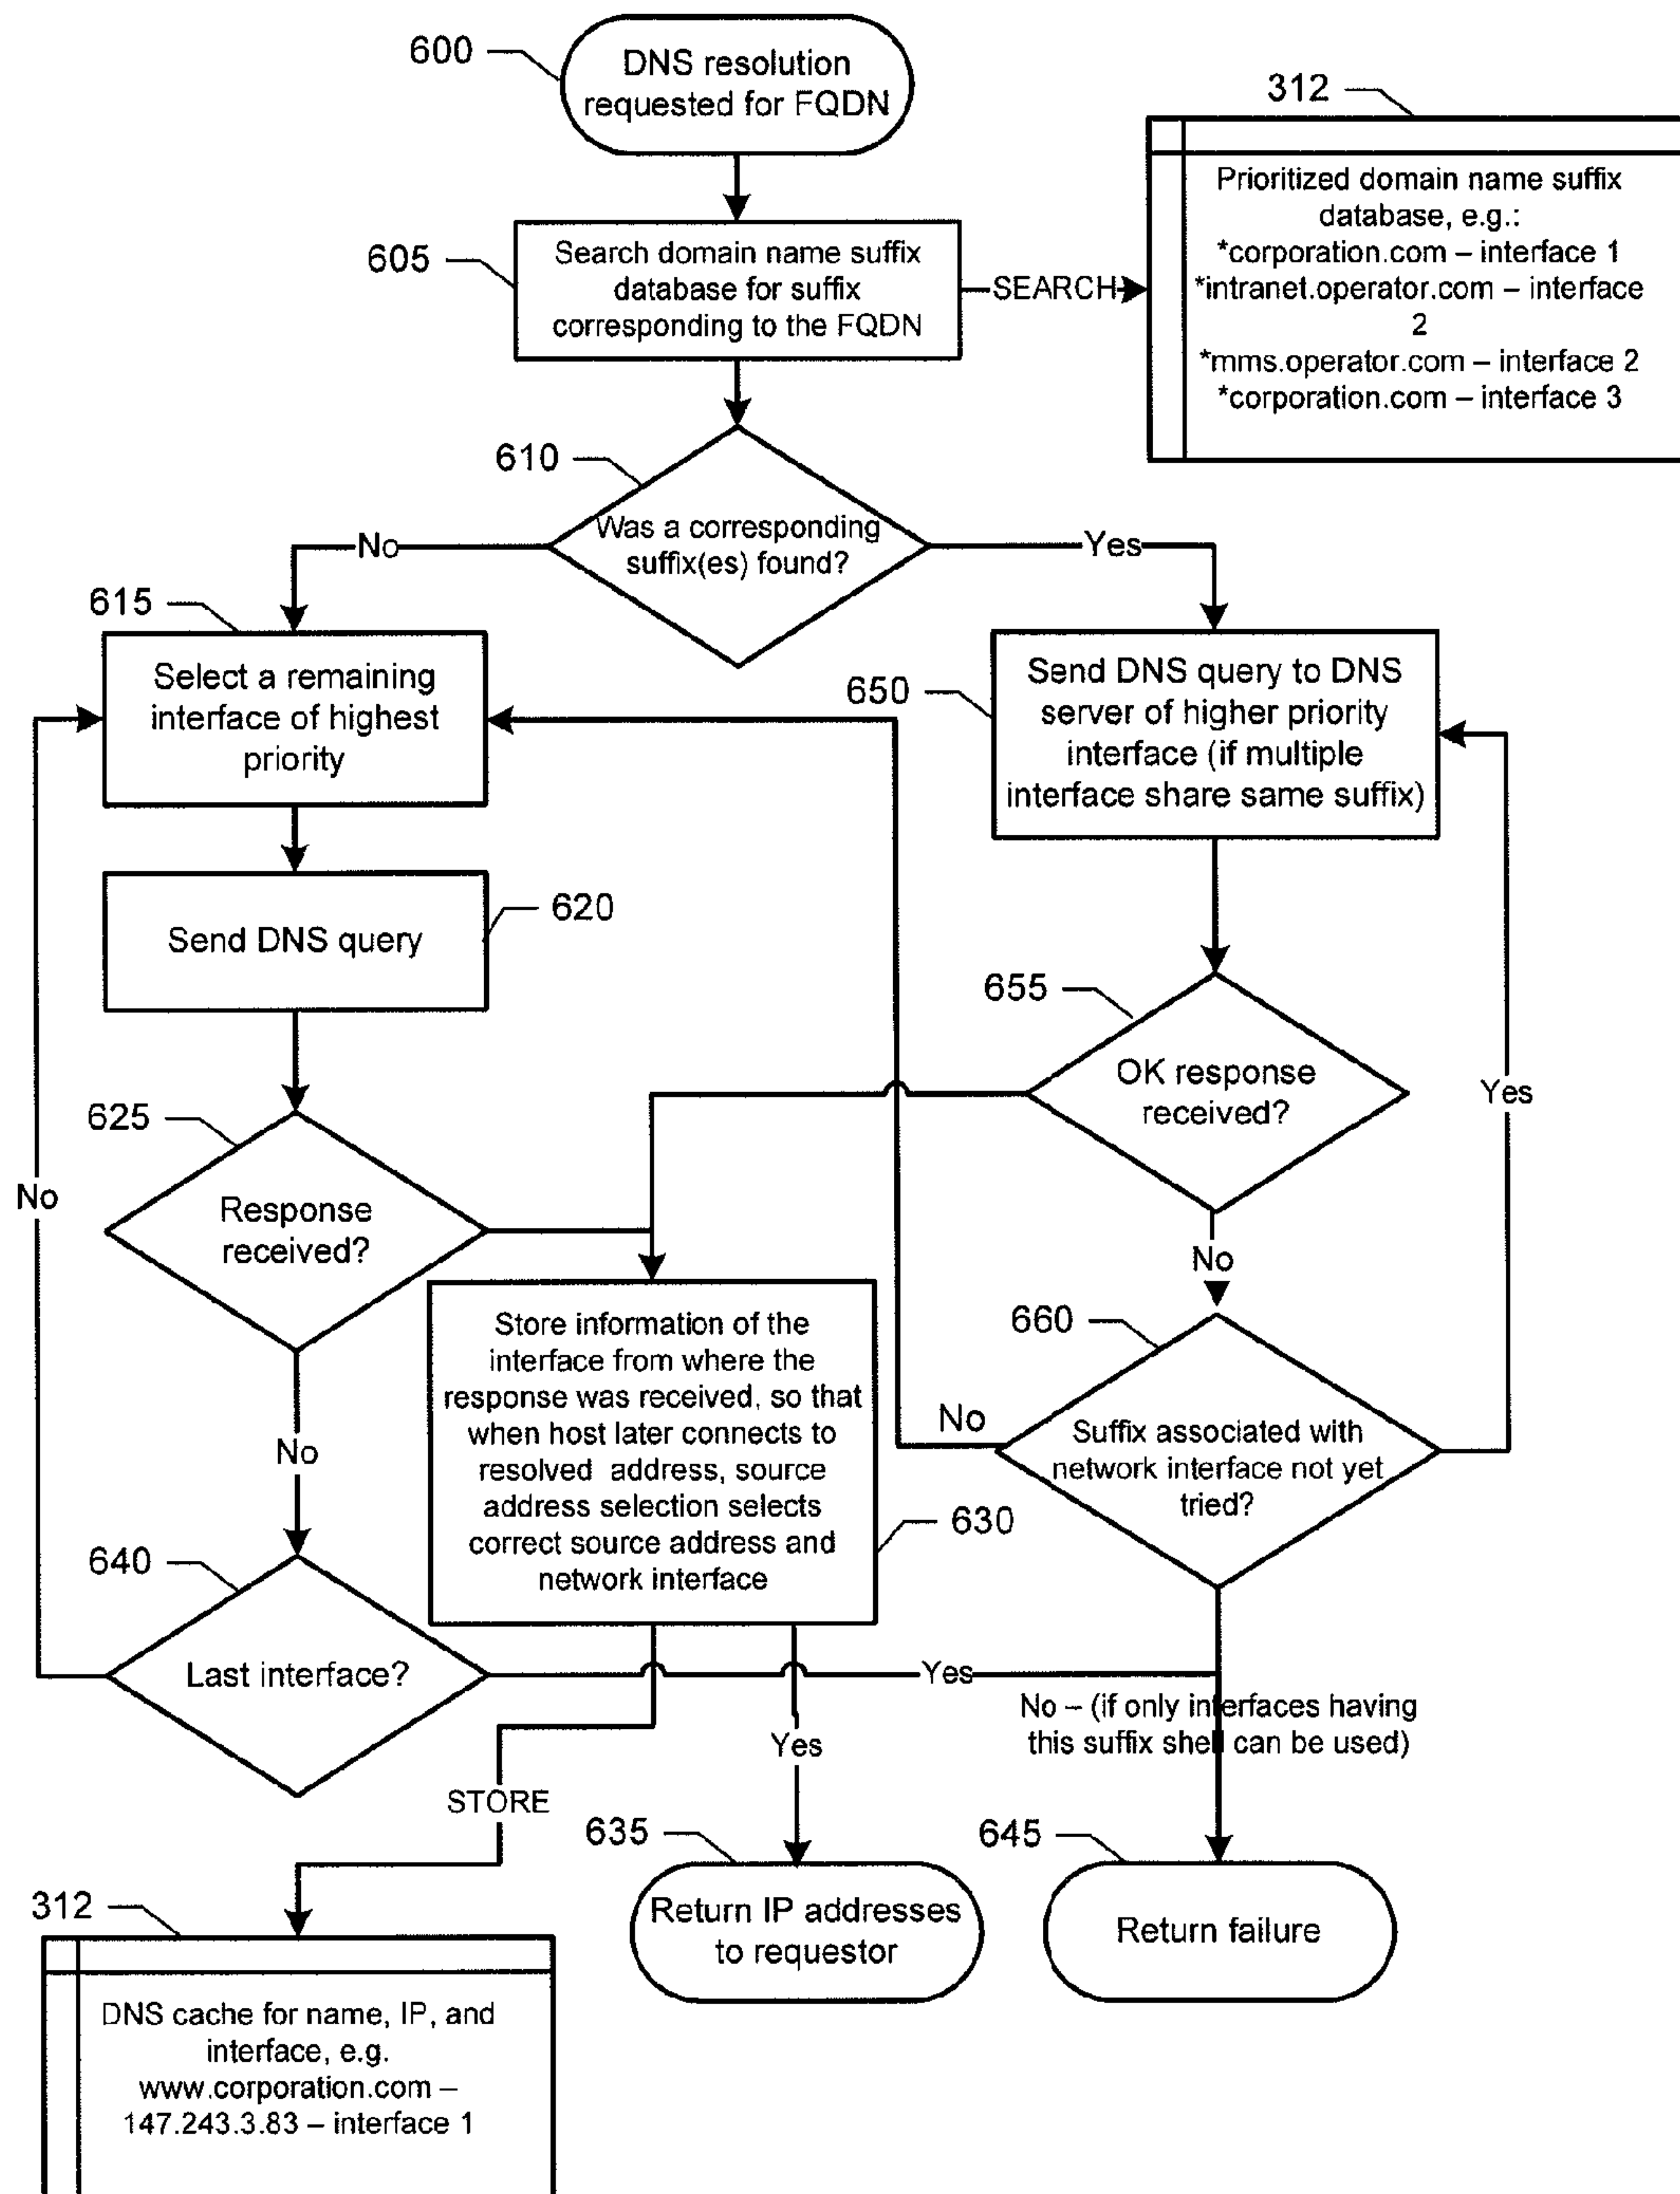 600
DNS resolution
requested for FQDN
312
Prioritized domain name suffix
database, e.g.:
*corporation.com – interface 1
*intranet.operator.com – interface
2
*mms.operator.com – interface 2
*corporation.com – interface 3
605
Search domain name suffix
database for suffix
corresponding to the FQDN
SEARCH
610
Was a corresponding
suffix(es) found?
No
Yes
615
Select a remaining
interface of highest
priority
650
Send DNS query to DNS
server of higher priority
interface (if multiple
interface share same suffix)
620
Send DNS query
655
OK response
received?
Yes
625
Response
received?
No
No
No
660
Suffix associated with
network interface not yet
tried?
No
Store information of the
interface from where the
response was received, so that
when host later connects to
resolved address, source
address selection selects
correct source address and
network interface
630
640
Last interface?
Yes
No – (if only interfaces having
this suffix shell can be used)
Yes
STORE
635
Return IP addresses
to requestor
645
Return failure
312
DNS cache for name, IP, and
interface, e.g.
www.corporation.com –
147.243.3.83 – interface 1